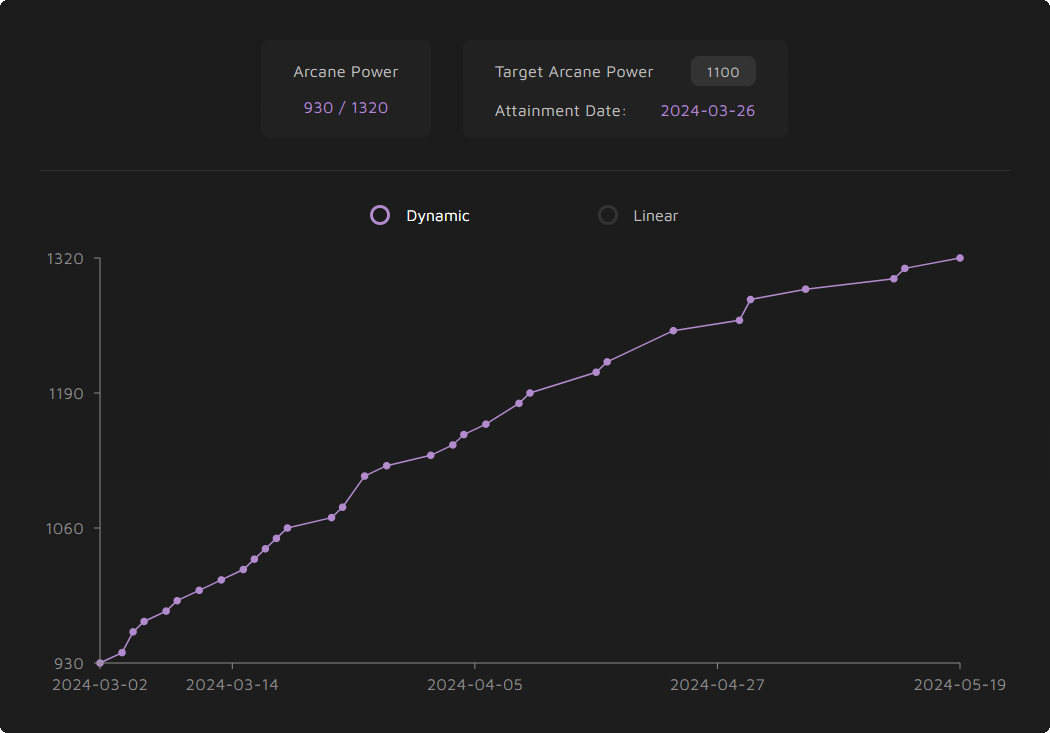 Arcane Power
930 / 1320
Target Arcane Power 1100
Attainment Date: 2024-03-26
Dynamic Linear
1320
1190
1060
930
2024-03-02 2024-03-14 2024-04-05 2024-04-27 2024-05-19